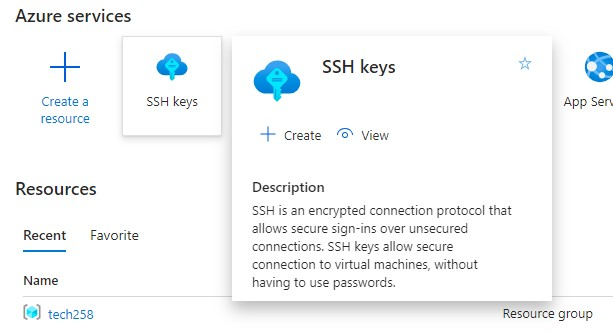 Azure services
Create a
resource
SSH keys
SSH keys
Create
View
Description
SSH is an encrypted connection protocol that
allows secure sign-ins over unsecured
connections. SSH keys allow secure
connection to virtual machines, without
having to use passwords.
App Serv
Resources
Recent
Favorite
Name
tech258
Resource group